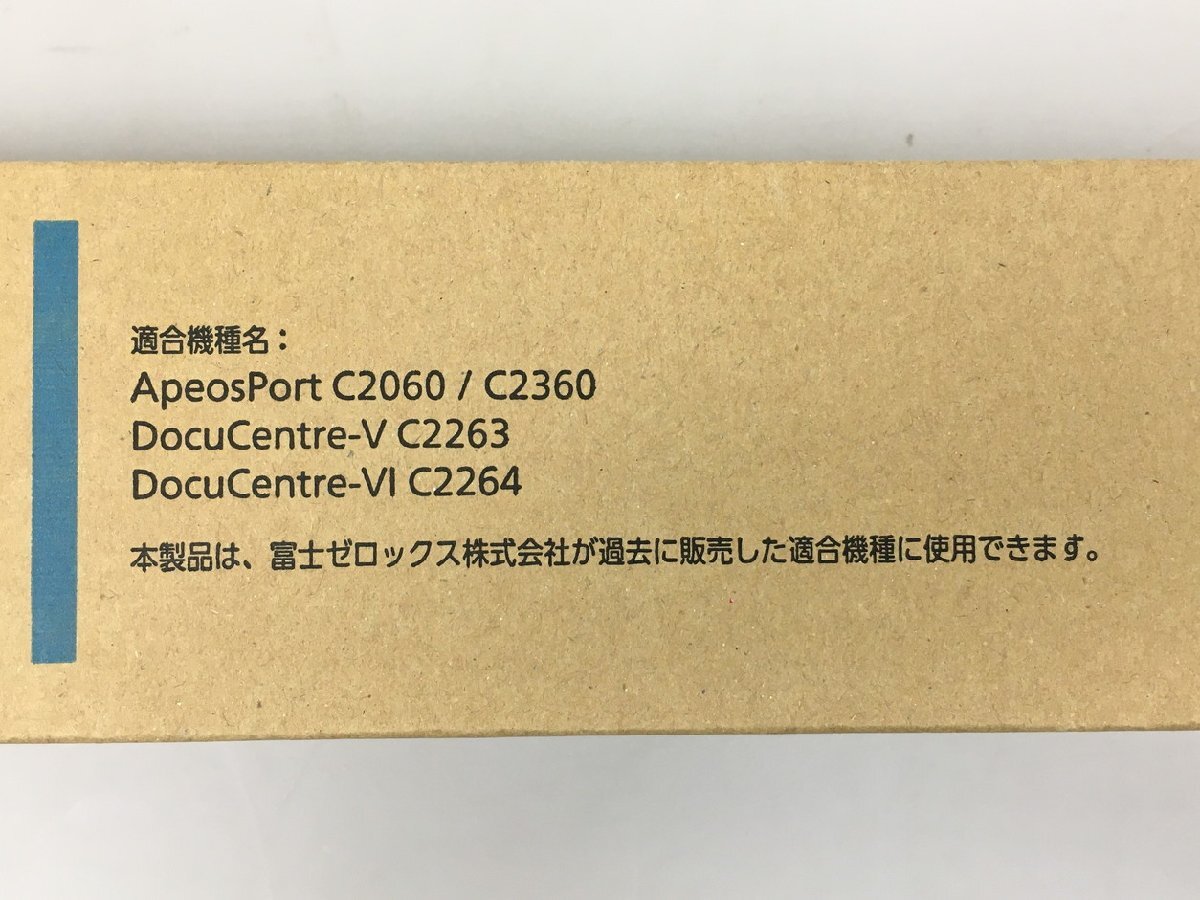 適合機種名：
ApeosPort C2060 / C2360
DocuCentre-V C2263
DocuCentre-VI C2264
本製品は、富士ゼロックス株式会社が過去に販売した適合機種に使用できます。